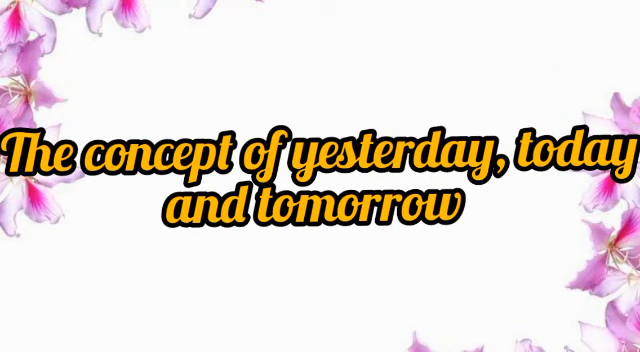 The concept of yesterday, today
and tomorrow